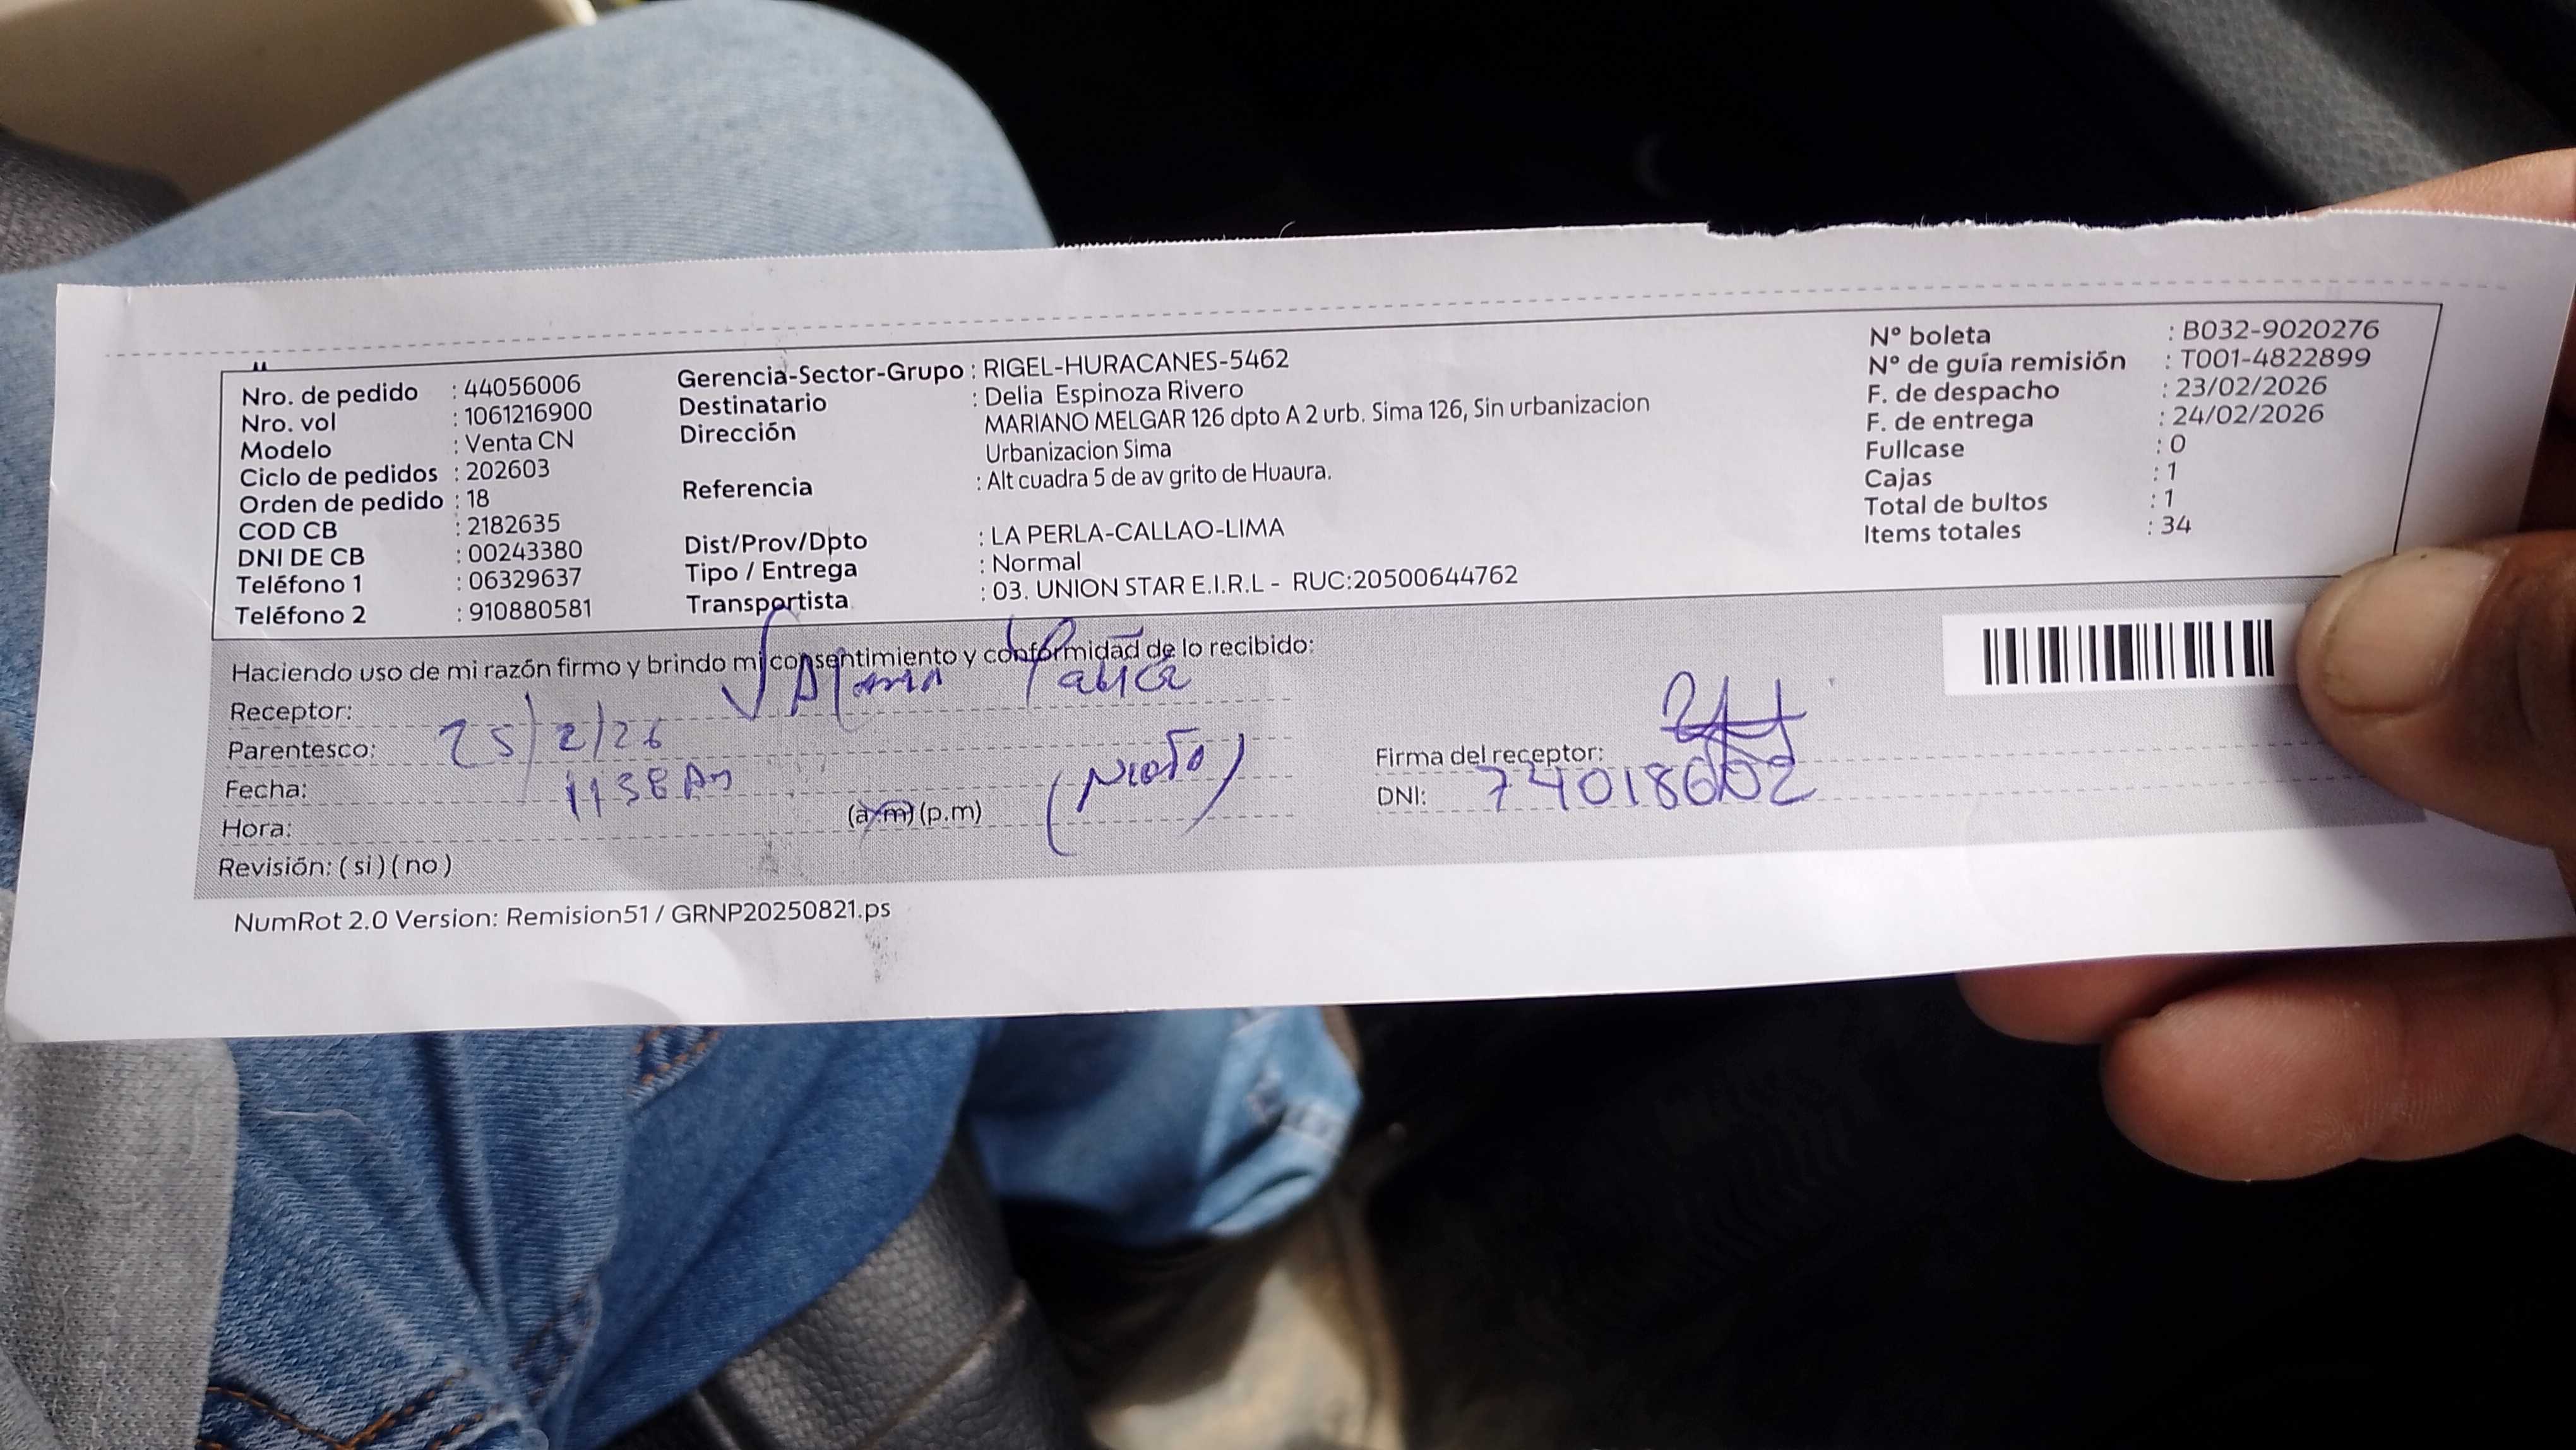 Nro. de pedido : 44056006
Nro. vol : 1061216900
Modelo : Venta CN
Ciclo de pedidos : 202603
Orden de pedido : 18
COD CB : 2182635
DNI DE CB : 00243380
Teléfono 1 : 06329637
Teléfono 2 : 910880581
Gerencia-Sector-Grupo : RIGEL-HURACANES-5462
Destinatario : Delia Espinoza Rivero
Dirección MARIANO MELGAR 126 dpto A 2 urb. Sima 126, Sin urbanizacion
Urbanizacion Sima
Referencia : Alt cuadra 5 de av grito de Huaura.
Dist/Prov/Dpto : LA PERLA-CALLAO-LIMA
Tipo / Entrega : Normal
Transportista : 03. UNION STAR E.I.R.L - RUC:20500644762
N° boleta : B032-9020276
N° de guía remisión : T001-4822899
F. de despacho : 23/02/2026
F. de entrega : 24/02/2026
Fullcase : 0
Cajas : 1
Total de bultos : 1
Items totales : 34
Haciendo uso de mi razón firmo y brindo mi consentimiento y conformidad de lo recibido:
Receptor:
Parentesco: 25/2/26
Fecha: 1138 Am
Hora: (a.m) (p.m) (Nieto)
Revisión: ( si ) ( no )
Firma del receptor:
DNI: 74018602
NumRot 2.0 Version: Remision51 / GRNP20250821.ps